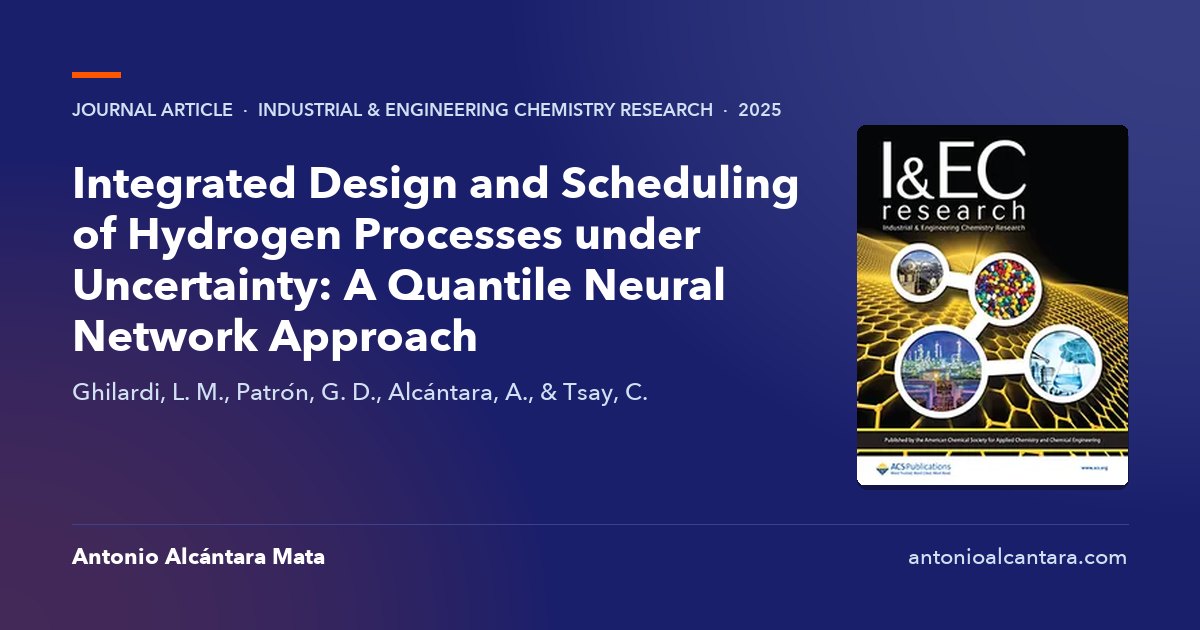 JOURNAL ARTICLE · INDUSTRIAL & ENGINEERING CHEMISTRY RESEARCH · 2025
Integrated Design and Scheduling
of Hydrogen Processes under
Uncertainty: A Quantile Neural
Network Approach
Ghilardi, L. M., Patrón, G. D., Alcántara, A., & Tsay, C.
I&EC
research
Industrial & Engineering Chemistry Research
Published by the American Chemical Society for Applied Chemistry and Chemical Engineering
ACS Publications
www.acs.org
Antonio Alcántara Mata
antonioalcantara.com